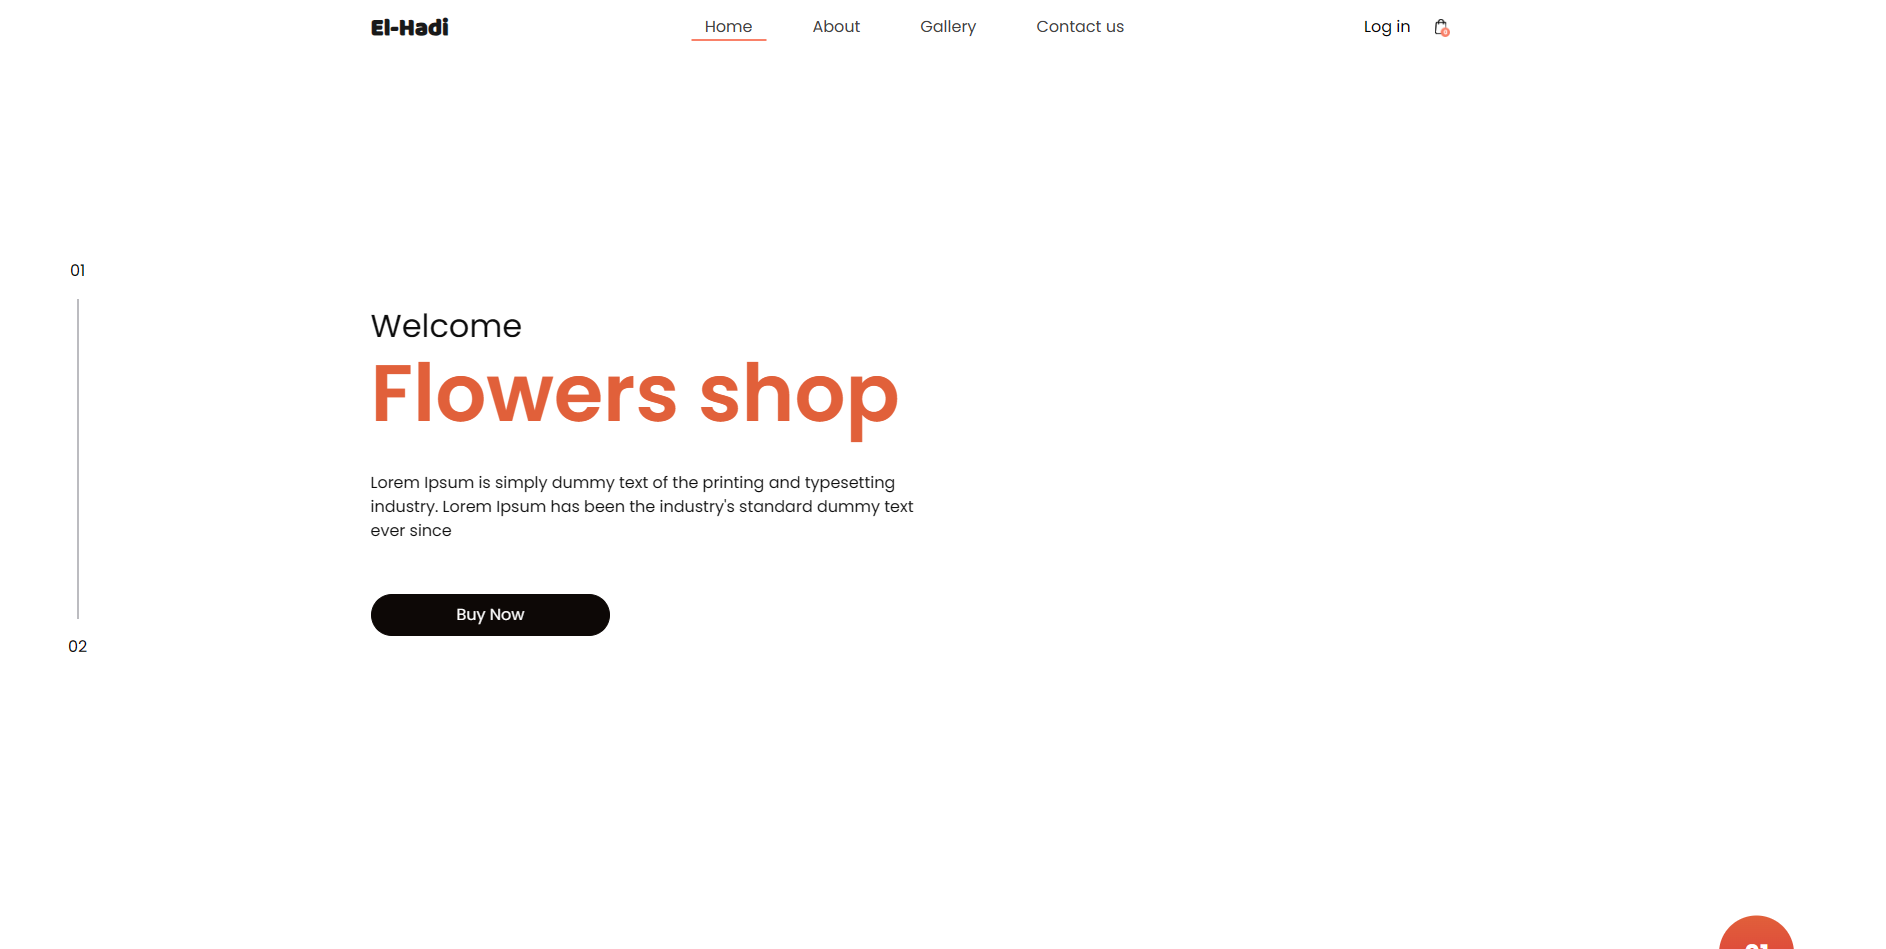 El-Hadi
Home
About
Gallery
Contact us
Log in
01
Welcome
Flowers shop
Lorem Ipsum is simply dummy text of the printing and typesetting
industry. Lorem Ipsum has been the industry's standard dummy text
ever since
Buy Now
02